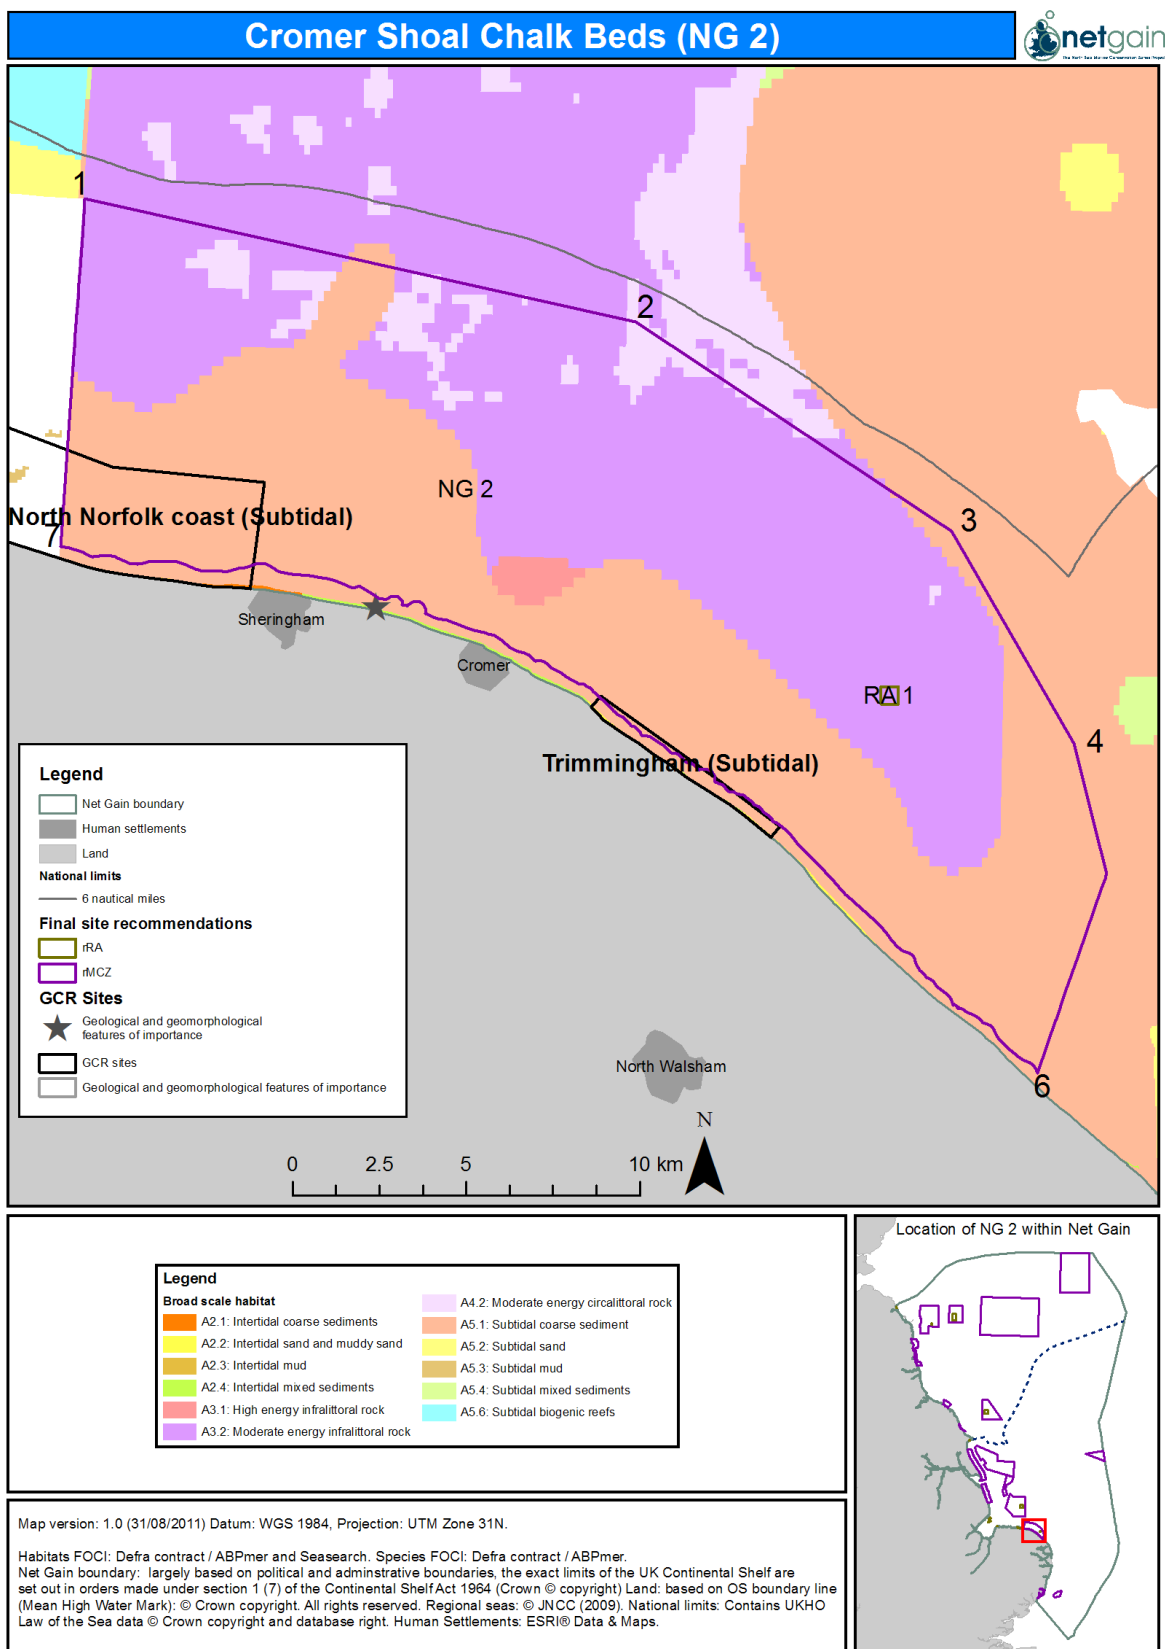 Cromer Shoal Chalk Beds (NG 2)
netgain
1
2
3
NG 2
North Norfolk coast (Subtidal)
7
Sheringham
Cromer
RA 1
4
Trimmingham (Subtidal)
Legend
Net Gain boundary
Human settlements
Land
National limits
6 nautical miles
Final site recommendations
rRA
rMCZ
GCR Sites
Geological and geomorphological
features of importance
GCR sites
Geological and geomorphological features of importance
North Walsham
6
N
0 2.5 5 10 km
Location of NG 2 within Net Gain
Legend
Broad scale habitat
A2.1: Intertidal coarse sediments
A2.2: Intertidal sand and muddy sand
A2.3: Intertidal mud
A2.4: Intertidal mixed sediments
A3.1: High energy infralittoral rock
A3.2: Moderate energy infralittoral rock
A4.2: Moderate energy circalittoral rock
A5.1: Subtidal coarse sediment
A5.2: Subtidal sand
A5.3: Subtidal mud
A5.4: Subtidal mixed sediments
A5.6: Subtidal biogenic reefs
Map version: 1.0 (31/08/2011) Datum: WGS 1984, Projection: UTM Zone 31N.
Habitats FOCI: Defra contract / ABPmer and Seasearch. Species FOCI: Defra contract / ABPmer.
Net Gain boundary: largely based on political and adminstrative boundaries, the exact limits of the UK Continental Shelf are
set out in orders made under section 1 (7) of the Continental Shelf Act 1964 (Crown © copyright) Land: based on OS boundary line
(Mean High Water Mark): © Crown copyright. All rights reserved. Regional seas: © JNCC (2009). National limits: Contains UKHO
Law of the Sea data © Crown copyright and database right. Human Settlements: ESRI® Data & Maps.